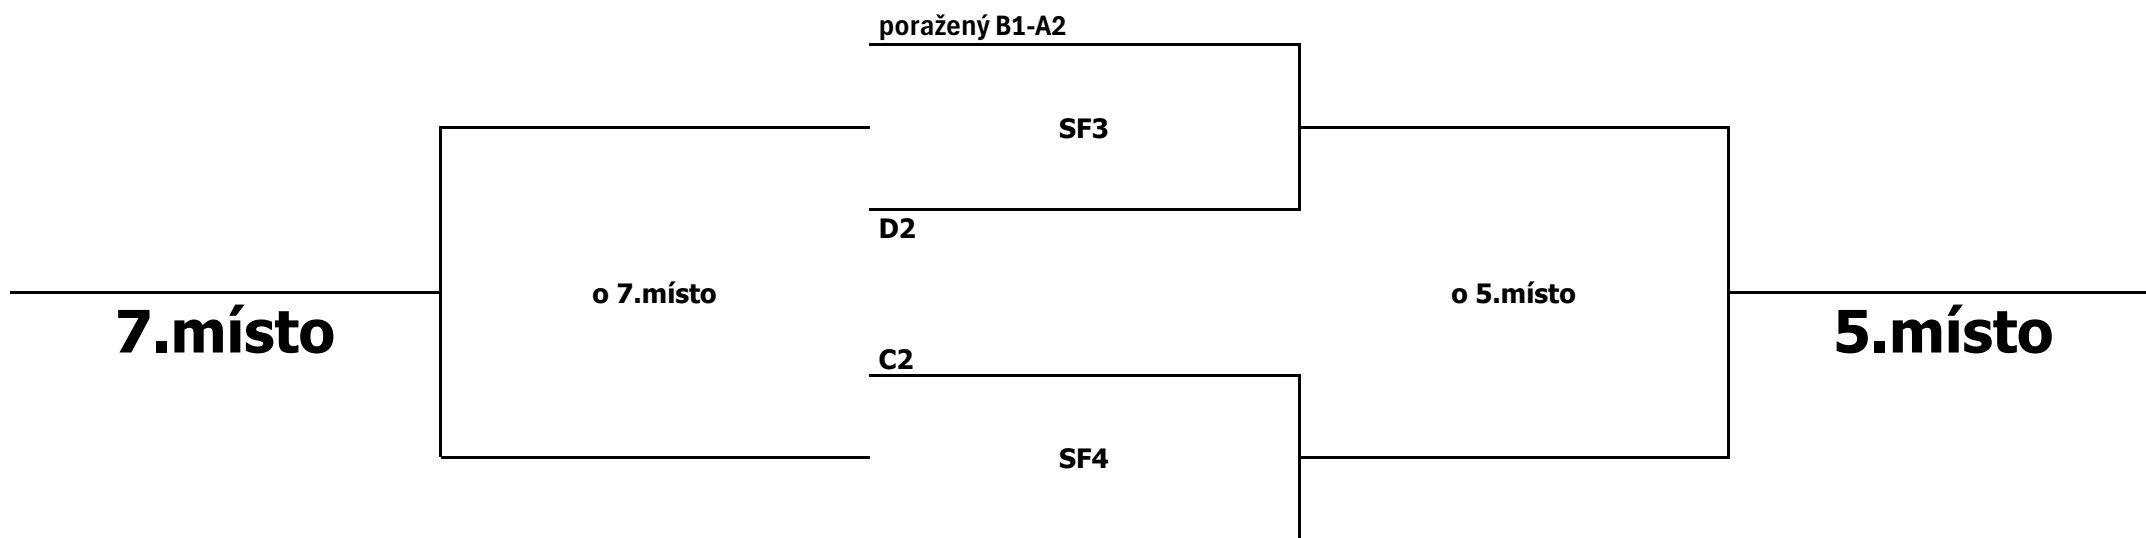 poražený B1-A2
SF3
D2
o 7.místo
o 5.místo
7.místo
5.místo
C2
SF4